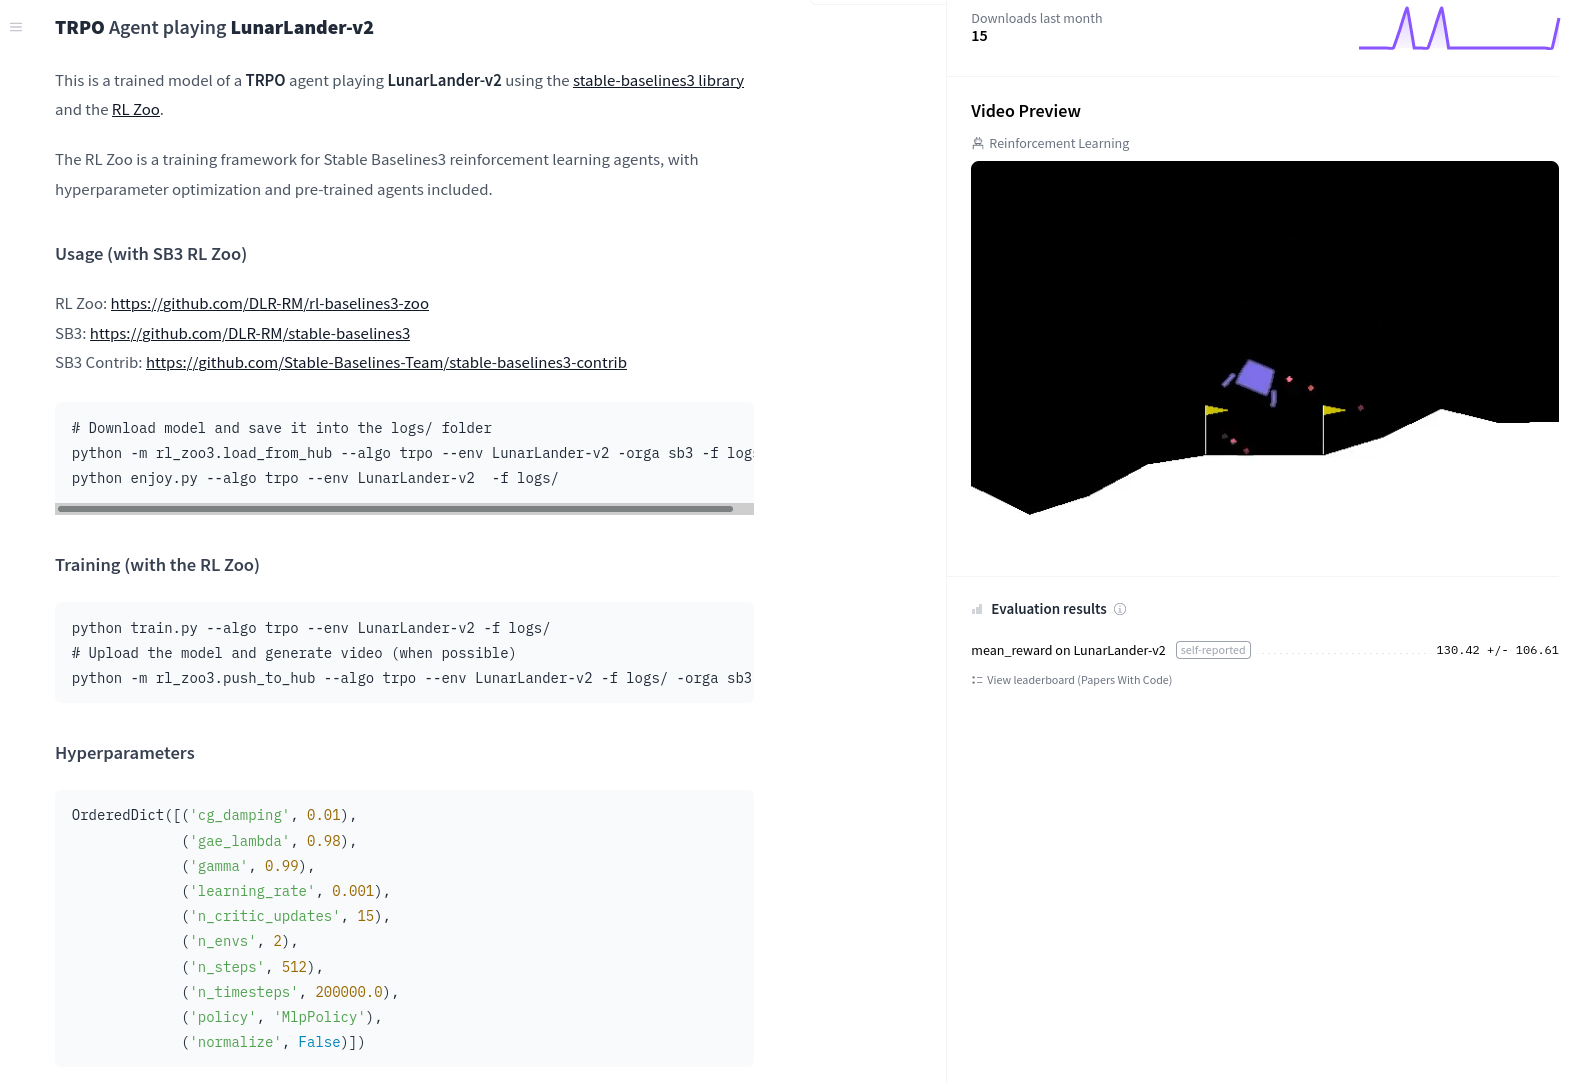 TRPO Agent playing LunarLander-v2
This is a trained model of a TRPO agent playing LunarLander-v2 using the stable-baselines3 library
and the RL Zoo.
The RL Zoo is a training framework for Stable Baselines3 reinforcement learning agents, with
hyperparameter optimization and pre-trained agents included.
Usage (with SB3 RL Zoo)
RL Zoo: https://github.com/DLR-RM/rl-baselines3-zoo
SB3: https://github.com/DLR-RM/stable-baselines3
SB3 Contrib: https://github.com/Stable-Baselines-Team/stable-baselines3-contrib
# Download model and save it into the logs/ folder
python -m rl_zoo3.load_from_hub --algo trpo --env LunarLander-v2 -orga sb3 -f logs
python enjoy.py --algo trpo --env LunarLander-v2  -f logs/
Training (with the RL Zoo)
python train.py --algo trpo --env LunarLander-v2 -f logs/
# Upload the model and generate video (when possible)
python -m rl_zoo3.push_to_hub --algo trpo --env LunarLander-v2 -f logs/ -orga sb3
Hyperparameters
OrderedDict([('cg_damping', 0.01),
('gae_lambda', 0.98),
('gamma', 0.99),
('learning_rate', 0.001),
('n_critic_updates', 15),
('n_envs', 2),
('n_steps', 512),
('n_timesteps', 200000.0),
('policy', 'MlpPolicy'),
('normalize', False)])
Downloads last month
15
Video Preview
Reinforcement Learning
Evaluation results
mean_reward on LunarLander-v2 self-reported 130.42 +/- 106.61
View leaderboard (Papers With Code)